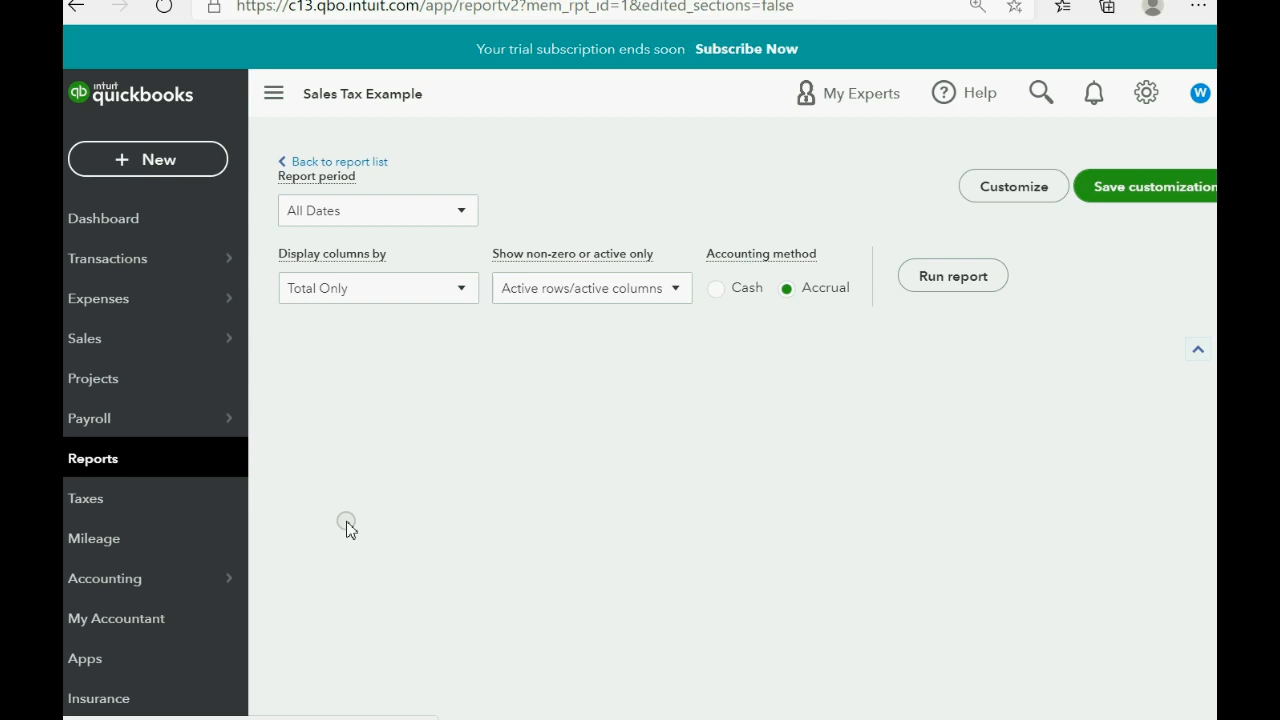 https://c13.qbo.intuit.com/app/reportv2?mem_rpt_id=1&edited_sections=false
Your trial subscription ends soon Subscribe Now
intuit quickbooks
Sales Tax Example
My Experts
Help
W
+ New
Back to report list
Report period
All Dates
Customize
Save customization
Display columns by
Show non-zero or active only
Accounting method
Total Only
Active rows/active columns
Cash
Accrual
Run report
Dashboard
Transactions
Expenses
Sales
Projects
Payroll
Reports
Taxes
Mileage
Accounting
My Accountant
Apps
Insurance